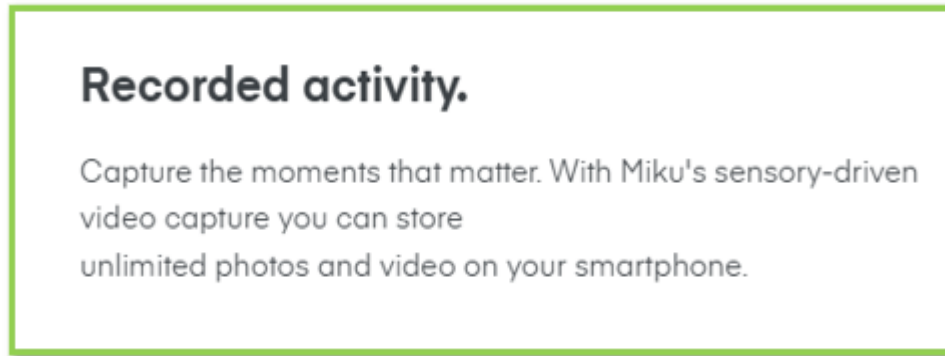 Recorded activity.
Capture the moments that matter. With Miku's sensory-driven
video capture you can store
unlimited photos and video on your smartphone.